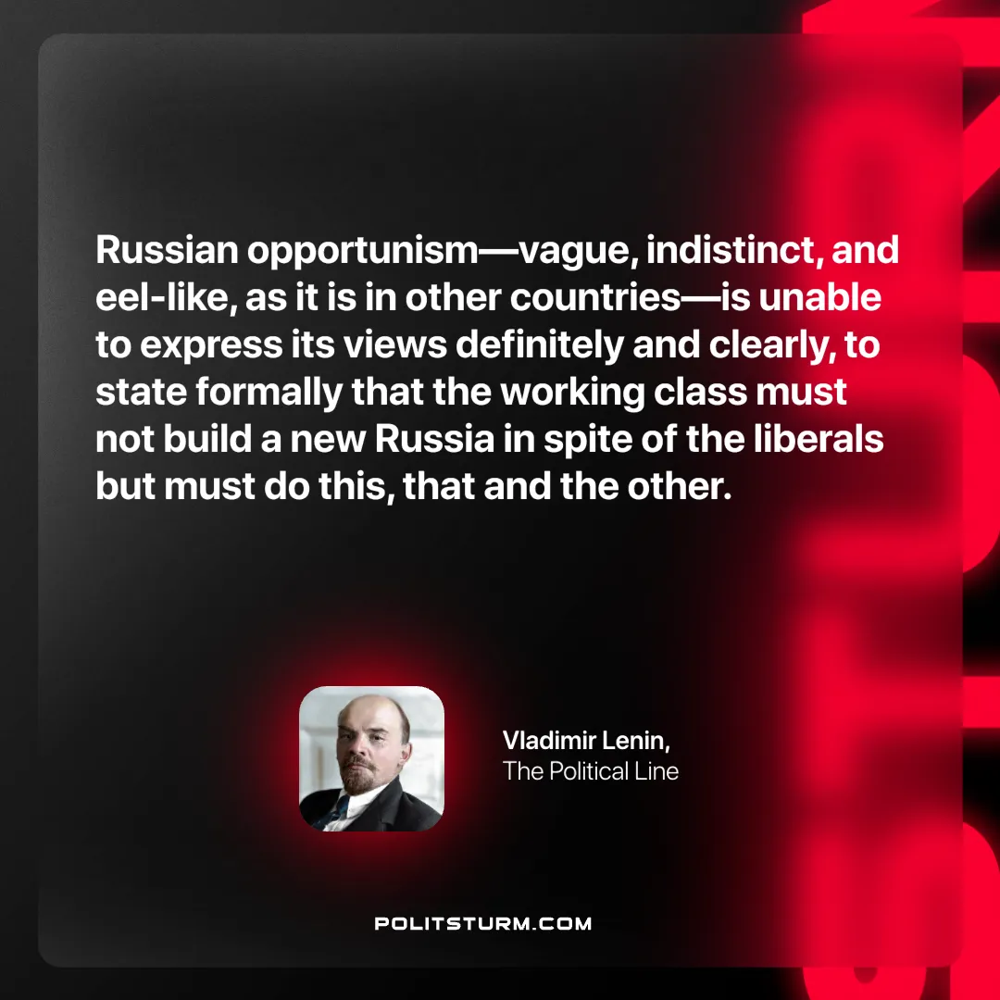 Russian opportunism—vague, indistinct, and
eel-like, as it is in other countries—is unable
to express its views definitely and clearly, to
state formally that the working class must
not build a new Russia in spite of the liberals
but must do this, that and the other.
Vladimir Lenin,
The Political Line
POLITSTURM.COM